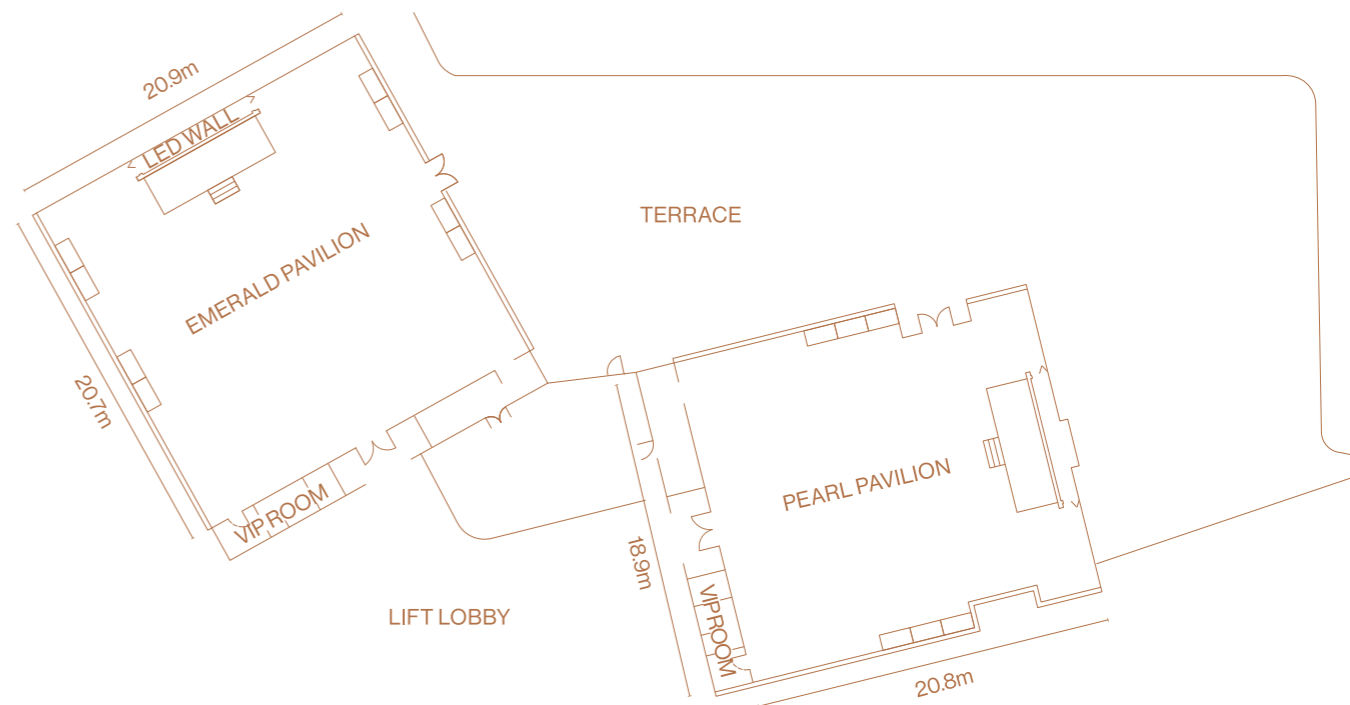 20.9m
LED WALL
EMERALD PAVILION
20.7m
VIP ROOM
TERRACE
PEARL PAVILION
18.9m
VIP ROOM
LIFT LOBBY
20.8m